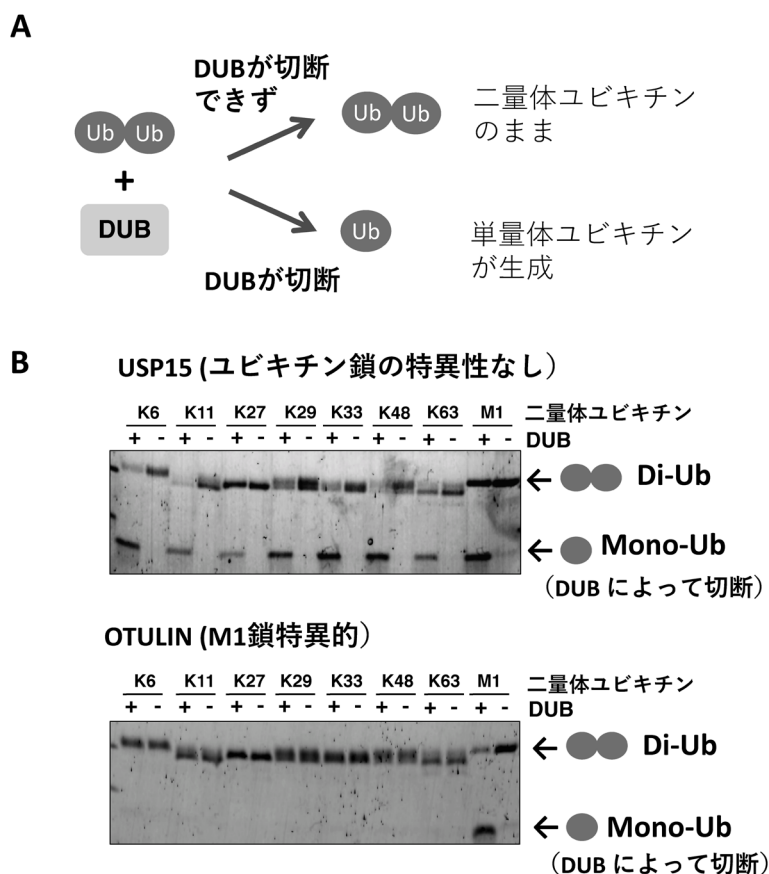 A
DUBが切断
できず
Ub Ub
+
DUB
Ub Ub
二量体ユビキチン
のまま
Ub
単量体ユビキチン
が生成
DUBが切断
B
USP15 (ユビキチン鎖の特異性なし）
K6 K11 K27 K29 K33 K48 K63 M1 二量体ユビキチン
+ - + - + - + - + - + - + - + - DUB
← Di-Ub
← Mono-Ub
（DUB によって切断）
OTULIN (M1鎖特異的）
K6 K11 K27 K29 K33 K48 K63 M1 二量体ユビキチン
+ - + - + - + - + - + - + - + - DUB
← Di-Ub
← Mono-Ub
（DUB によって切断）